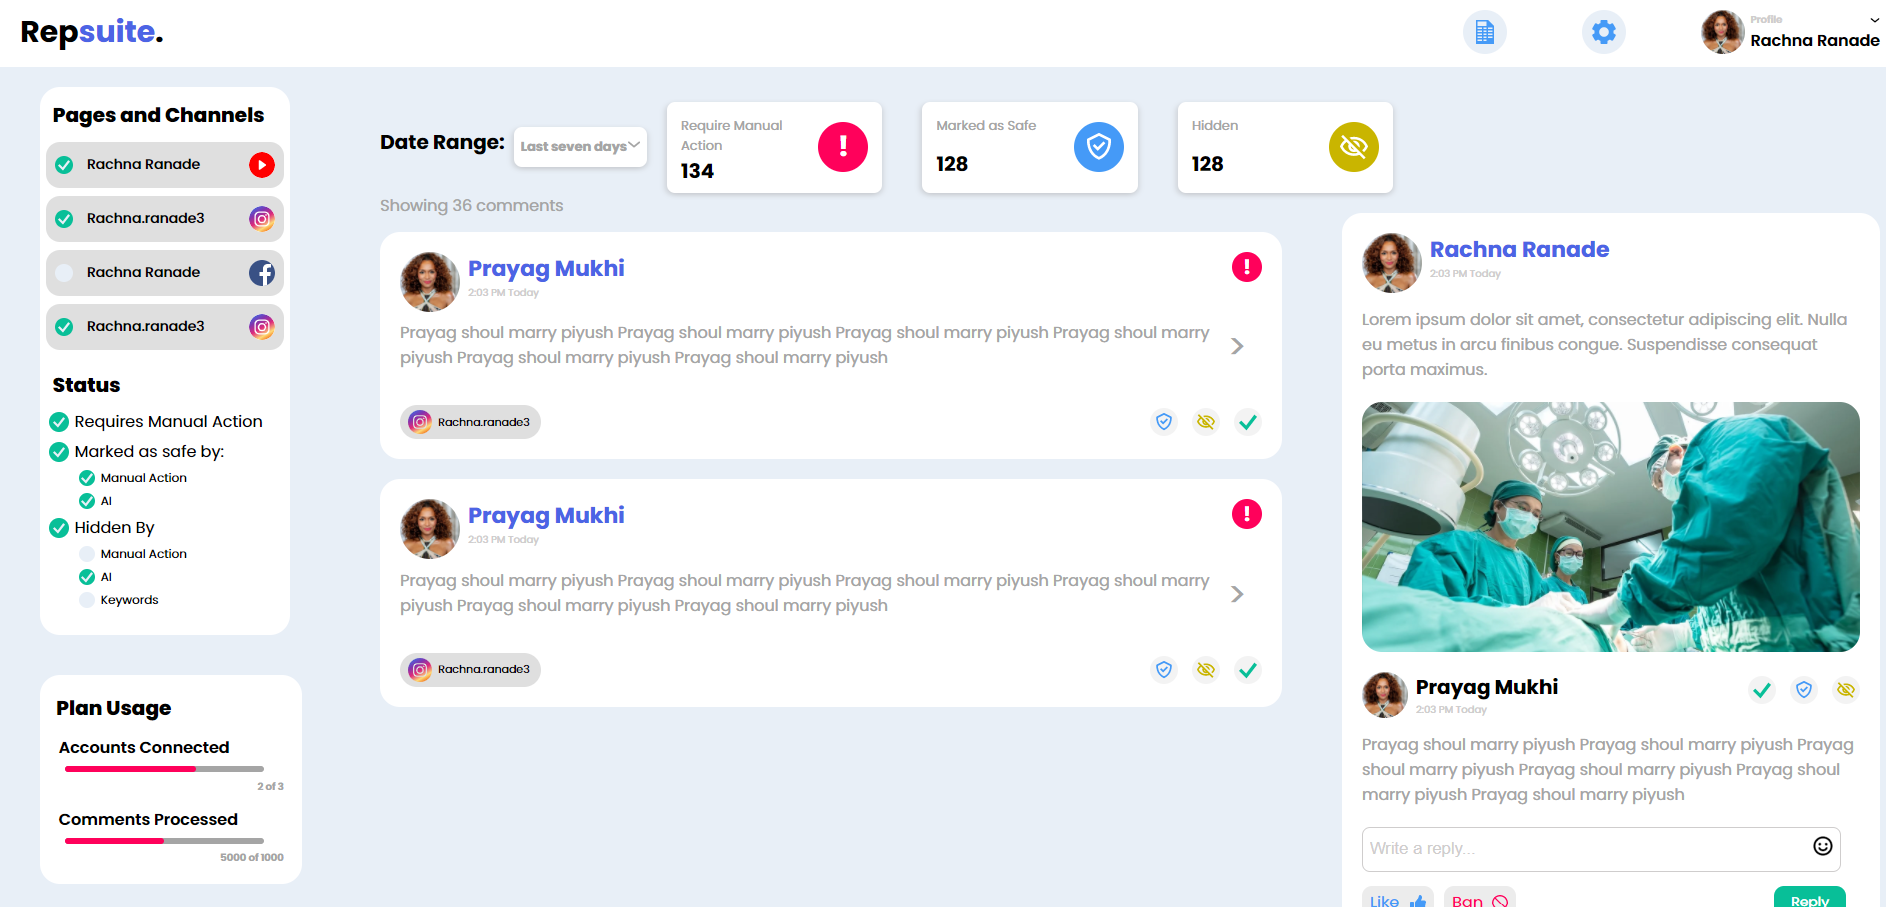 Repsuite.
Profile
Rachna Ranade
Pages and Channels
Rachna Ranade
Rachna.ranade3
Rachna Ranade
Rachna.ranade3
Status
Requires Manual Action
Marked as safe by:
Manual Action
AI
Hidden By
Manual Action
AI
Keywords
Plan Usage
Accounts Connected
2 of 3
Comments Processed
5000 of 1000
Date Range:
Last seven days
Require Manual
Action
134
Marked as Safe
128
Hidden
128
Showing 36 comments
Prayag Mukhi
2:03 PM Today
Prayag shoul marry piyush Prayag shoul marry piyush Prayag shoul marry piyush Prayag shoul marry
piyush Prayag shoul marry piyush Prayag shoul marry piyush
Rachna.ranade3
Prayag Mukhi
2:03 PM Today
Prayag shoul marry piyush Prayag shoul marry piyush Prayag shoul marry piyush Prayag shoul marry
piyush Prayag shoul marry piyush Prayag shoul marry piyush
Rachna.ranade3
Rachna Ranade
2:03 PM Today
Lorem ipsum dolor sit amet, consectetur adipiscing elit. Nulla
eu metus in arcu finibus congue. Suspendisse consequat
porta maximus.
Prayag Mukhi
2:03 PM Today
Prayag shoul marry piyush Prayag shoul marry piyush Prayag
shoul marry piyush Prayag shoul marry piyush Prayag shoul
marry piyush Prayag shoul marry piyush
Write a reply...
Like
Ban
Reply